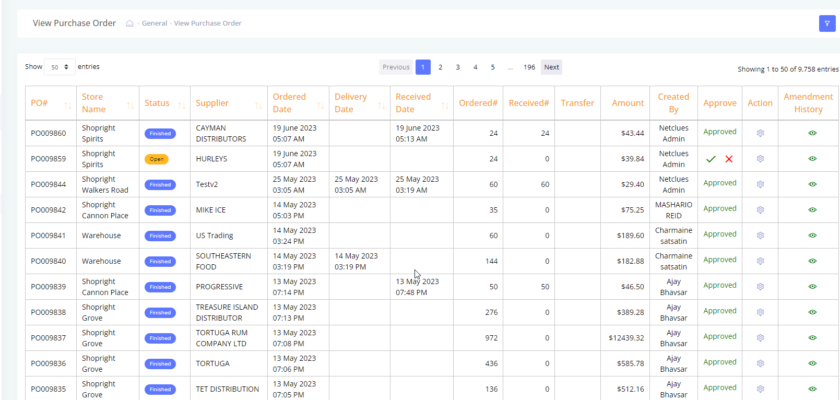 View Purchase Order - General - View Purchase Order
Show 50 entries Previous 1 2 3 4 5 ... 196 Next Showing 1 to 50 of 9,758 entries
PO# Store Name Status Supplier Ordered Date Delivery Date Received Date Ordered# Received# Transfer Amount Created By Approve Action Amendment History
PO009860 Shopright Spirits Finished CAYMAN DISTRIBUTORS 19 June 2023 05:07 AM 19 June 2023 05:13 AM 24 24 $43.44 Netclues Admin Approved
PO009859 Shopright Spirits Open HURLEYS 19 June 2023 05:07 AM 24 0 $39.84 Netclues Admin
PO009844 Shopright Walkers Road Finished Testv2 25 May 2023 03:05 AM 25 May 2023 03:05 AM 25 May 2023 03:19 AM 60 60 $29.40 Netclues Admin Approved
PO009842 Shopright Cannon Place Finished MIKE ICE 14 May 2023 05:03 PM 35 0 $75.25 MASHARIO REID Approved
PO009841 Warehouse Finished US Trading 14 May 2023 03:24 PM 60 0 $189.60 Charmaine satsatin Approved
PO009840 Warehouse Finished SOUTHEASTERN FOOD 14 May 2023 03:19 PM 14 May 2023 03:19 PM 144 0 $182.88 Charmaine satsatin Approved
PO009839 Shopright Cannon Place Finished PROGRESSIVE 13 May 2023 07:14 PM 13 May 2023 07:48 PM 50 50 $46.50 Ajay Bhavsar Approved
PO009838 Shopright Grove Finished TREASURE ISLAND DISTRIBUTOR 13 May 2023 07:13 PM 276 0 $389.28 Ajay Bhavsar Approved
PO009837 Shopright Grove Finished TORTUGA RUM COMPANY LTD 13 May 2023 07:08 PM 972 0 $12439.32 Ajay Bhavsar Approved
PO009836 Shopright Grove Finished TORTUGA 13 May 2023 07:06 PM 436 0 $585.78 Ajay Bhavsar Approved
PO009835 Shopright Grove Finished TET DISTRIBUTION 13 May 2023 07:05 PM 136 0 $512.16 Ajay Bhavsar Approved